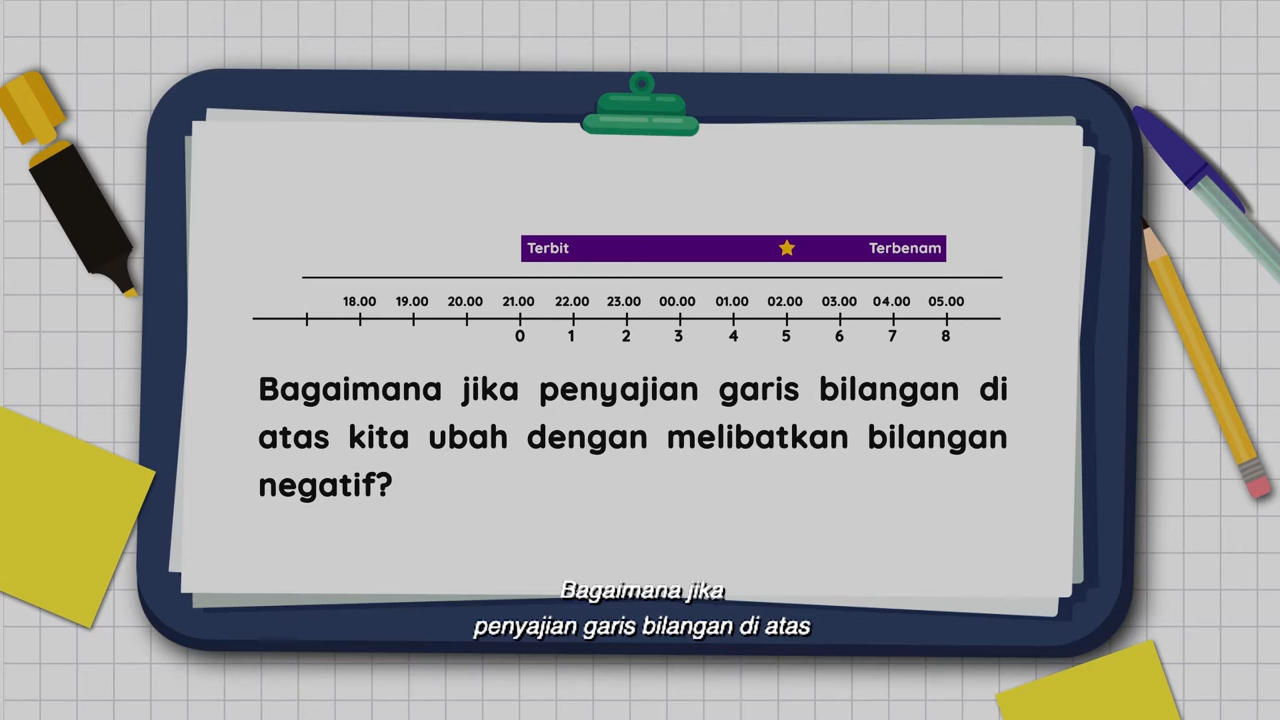 Terbit Terbenam
18.00 19.00 20.00 21.00 22.00 23.00 00.00 01.00 02.00 03.00 04.00 05.00
0 1 2 3 4 5 6 7 8
Bagaimana jika penyajian garis bilangan di
atas kita ubah dengan melibatkan bilangan
negatif?
Bagaimana jika
penyajian garis bilangan di atas